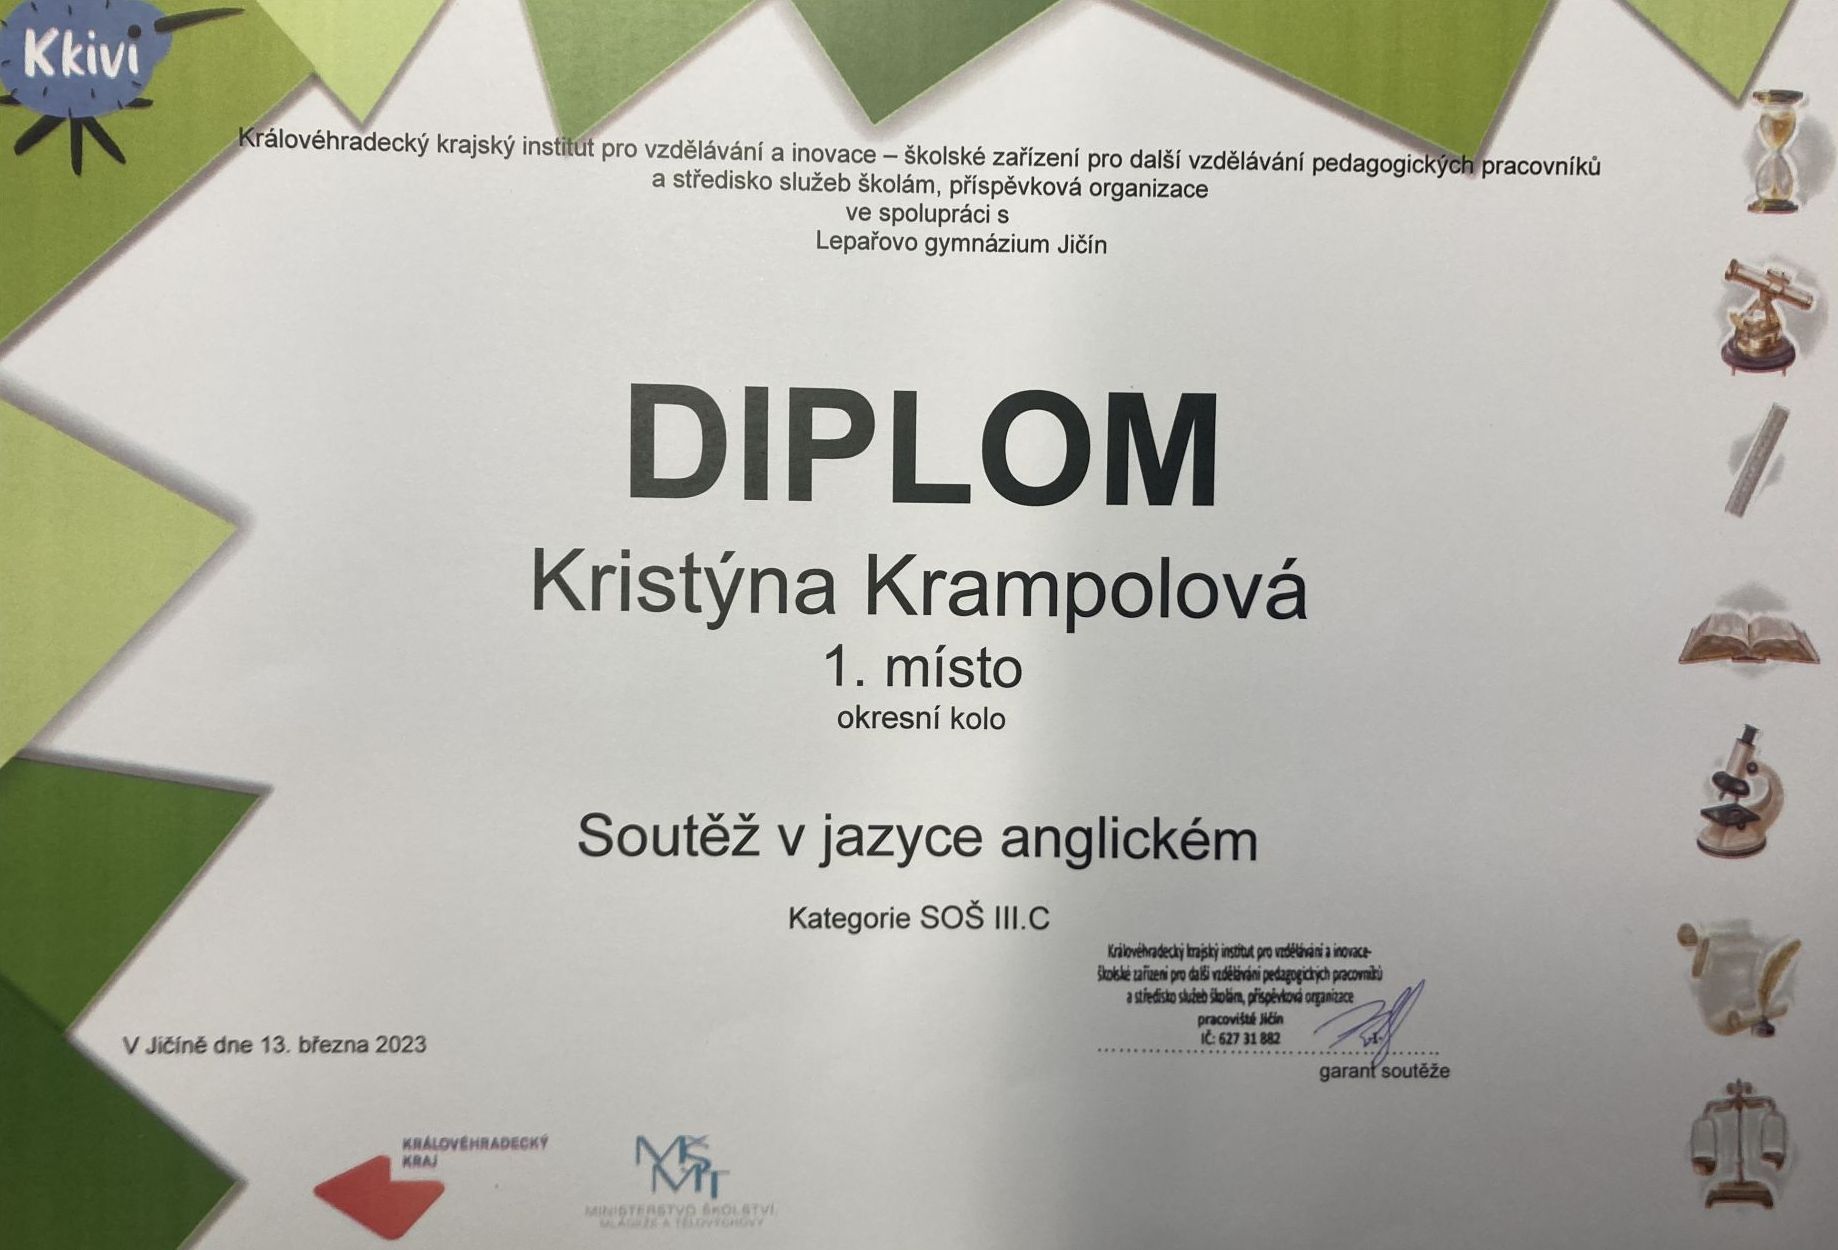 Kkivi
Královéhradecký krajský institut pro vzdělávání a inovace – školské zařízení pro další vzdělávání pedagogických pracovníků
a středisko služeb školám, příspěvková organizace
ve spolupráci s
Lepařovo gymnázium Jičín
DIPLOM
Kristýna Krampolová
1. místo
okresní kolo
Soutěž v jazyce anglickém
Kategorie SOŠ III.C
Královéhradecký krajský institut pro vzdělávání a inovace-
školské zařízení pro další vzdělávání pedagogických pracovníků
a středisko služeb školám, příspěvková organizace
pracoviště Jičín
IČ: 627 31 882
-1-
garant soutěže
V Jičíně dne 13. března 2023
KRÁLOVÉHRADECKÝ
KRAJ
MŠ
MT
MINISTERSTVO ŠKOLSTVÍ,
MLÁDEŽE A TĚLOVÝCHOVY